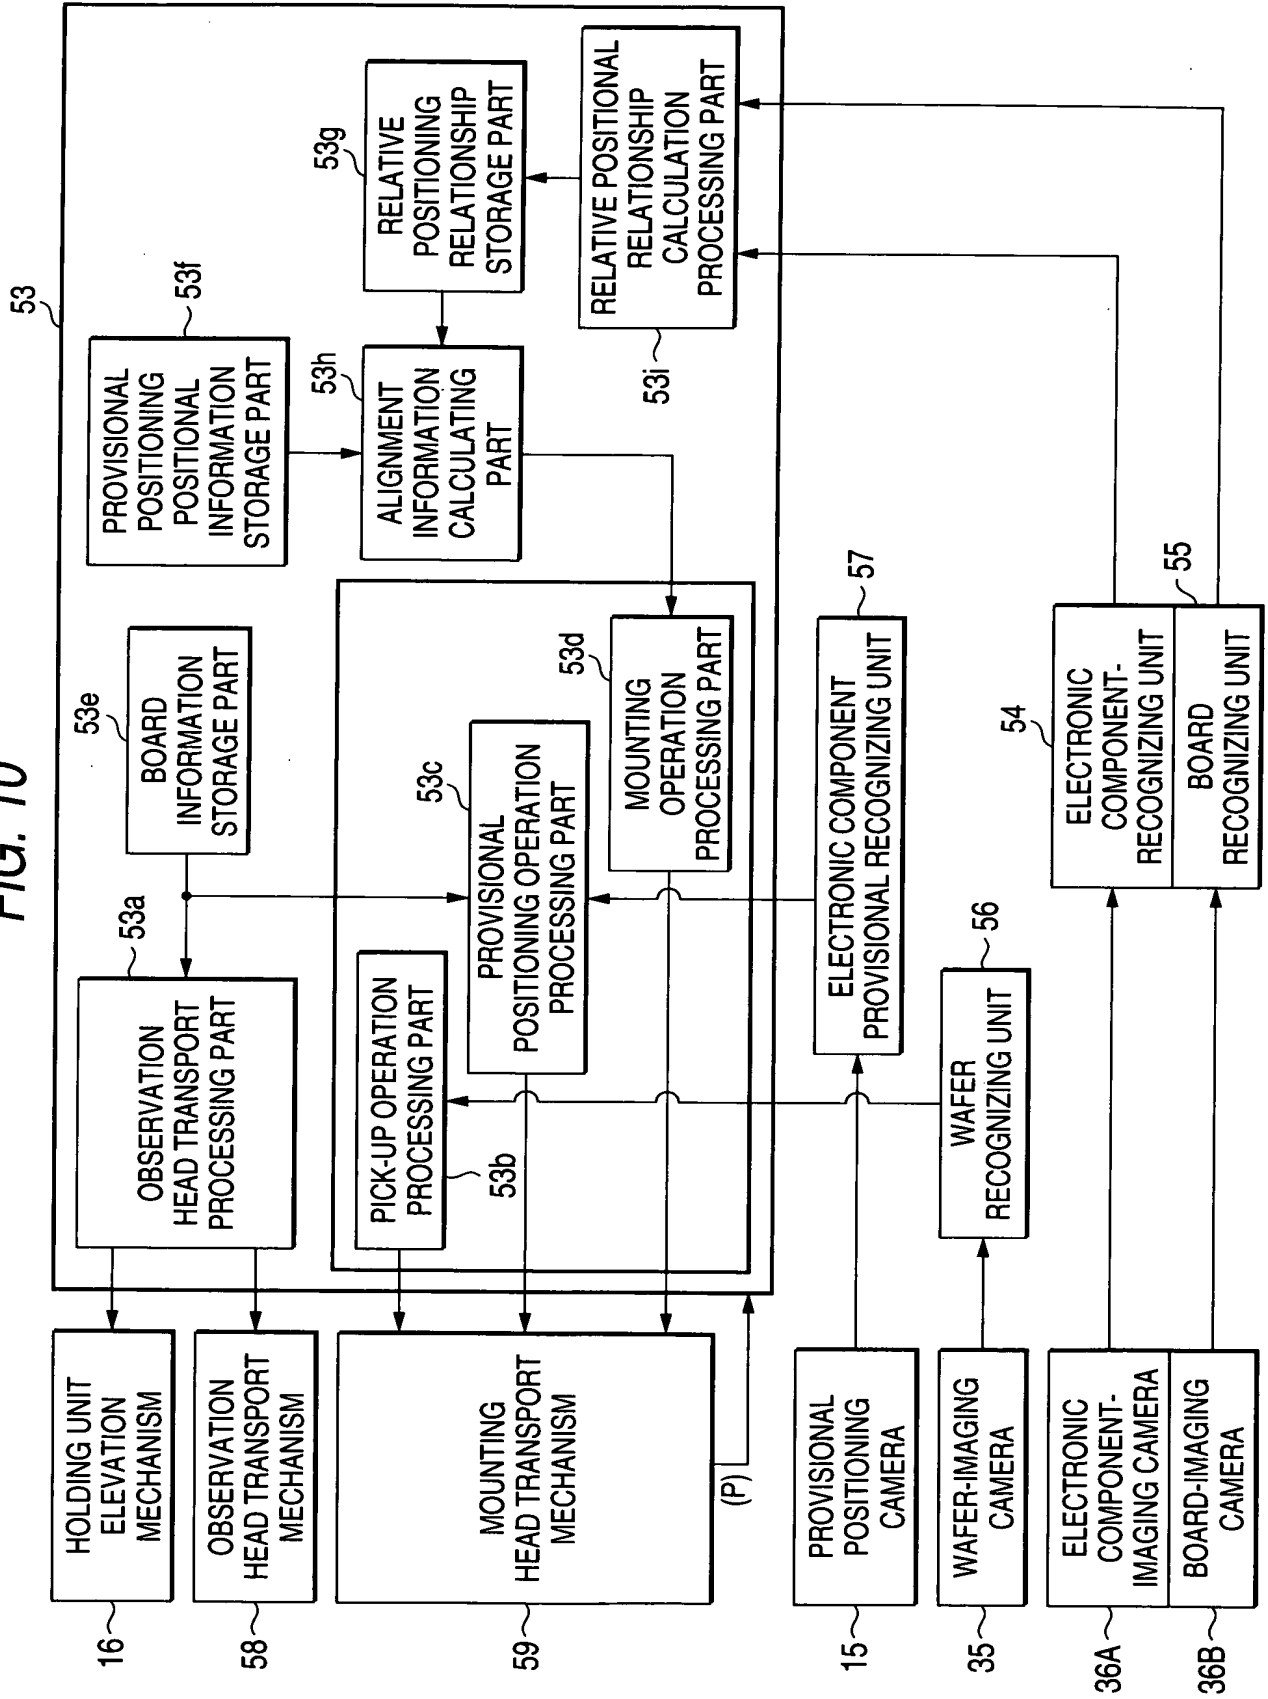 FIG. 10
53
HOLDING UNIT
ELEVATION
MECHANISM
16
OBSERVATION
HEAD TRANSPORT
MECHANISM
58
MOUNTING
HEAD TRANSPORT
MECHANISM
59
(P)
OBSERVATION
HEAD TRANSPORT
PROCESSING PART
53a
BOARD
INFORMATION
STORAGE PART
53e
PROVISIONAL
POSITIONING
POSITIONAL
INFORMATION
STORAGE PART
53f
PICK-UP OPERATION
PROCESSING PART
53b
PROVISIONAL
POSITIONING OPERATION
PROCESSING PART
53c
MOUNTING
OPERATION
PROCESSING PART
53d
ALIGNMENT
INFORMATION
CALCULATING
PART
53h
RELATIVE
POSITIONING
RELATIONSHIP
STORAGE PART
53g
RELATIVE POSITIONAL
RELATIONSHIP
CALCULATION
PROCESSING PART
53i
PROVISIONAL
POSITIONING
CAMERA
15
ELECTRONIC COMPONENT
PROVISIONAL RECOGNIZING UNIT
57
WAFER-IMAGING
CAMERA
35
WAFER
RECOGNIZING UNIT
56
ELECTRONIC
COMPONENT-
IMAGING CAMERA
36A
BOARD-IMAGING
CAMERA
36B
ELECTRONIC
COMPONENT-
RECOGNIZING UNIT
54
BOARD
RECOGNIZING UNIT
55